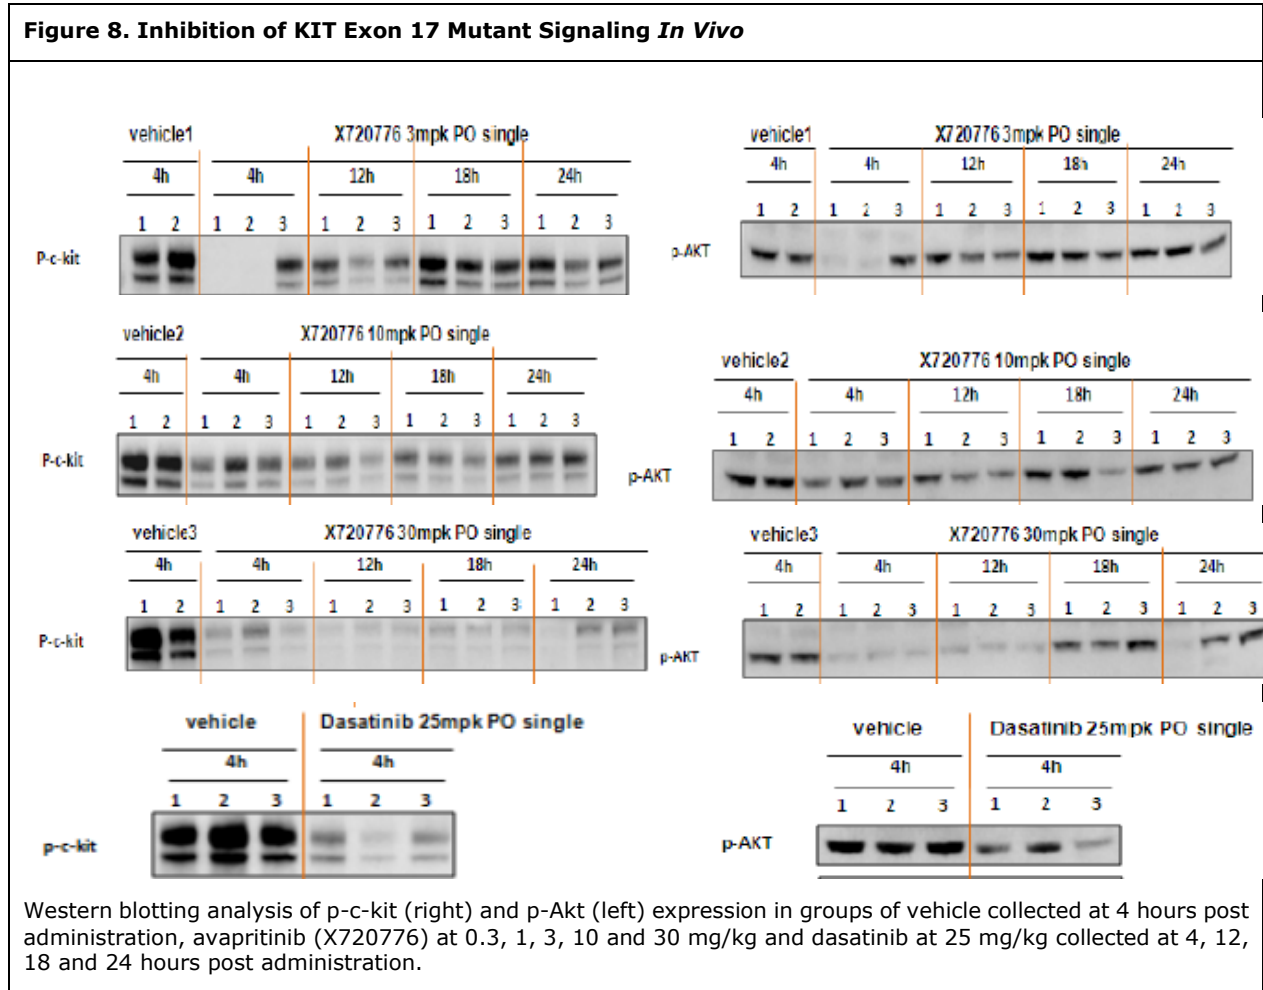 Figure 8. Inhibition of KIT Exon 17 Mutant Signaling In Vivo
vehicle1 X720776 3mpk PO single
4h 4h 12h 18h 24h
1 2 1 2 3 1 2 3 1 2 3 1 2 3
P-c-kit
vehicle1 X720776 3mpk PO single
4h 4h 12h 18h 24h
1 2 1 2 3 1 2 3 1 2 3 1 2 3
p-AKT
vehicle2 X720776 10mpk PO single
4h 4h 12h 18h 24h
1 2 1 2 3 1 2 3 1 2 3 1 2 3
P-c-kit
vehicle2 X720776 10mpk PO single
4h 4h 12h 18h 24h
1 2 1 2 3 1 2 3 1 2 3 1 2 3
p-AKT
vehicle3 X720776 30mpk PO single
4h 4h 12h 18h 24h
1 2 1 2 3 1 2 3 1 2 3 1 2 3
P-c-kit
vehicle3 X720776 30mpk PO single
4h 4h 12h 18h 24h
1 2 1 2 3 1 2 3 1 2 3 1 2 3
p-AKT
vehicle Dasatinib 25mpk PO single
4h 4h
1 2 3 1 2 3
p-c-kit
vehicle Dasatinib 25mpk PO single
4h 4h
1 2 3 1 2 3
p-AKT
Western blotting analysis of p-c-kit (right) and p-Akt (left) expression in groups of vehicle collected at 4 hours post
administration, avapritinib (X720776) at 0.3, 1, 3, 10 and 30 mg/kg and dasatinib at 25 mg/kg collected at 4, 12,
18 and 24 hours post administration.